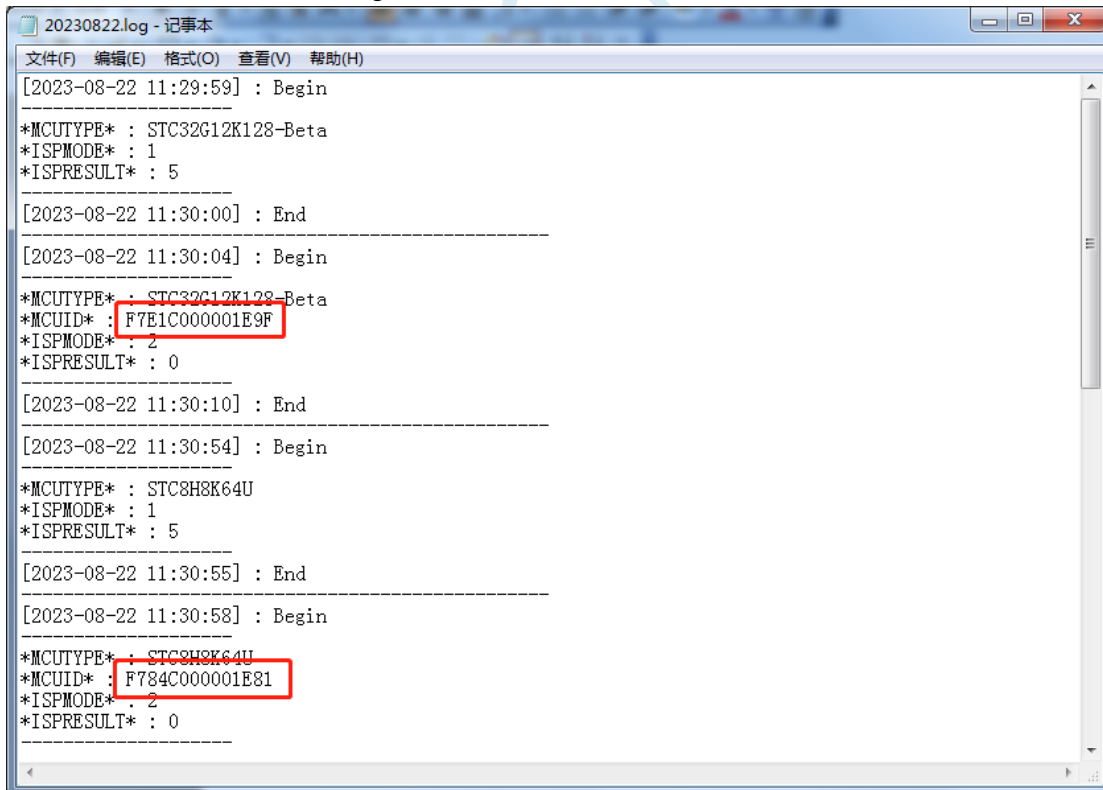 20230822.log - 记事本
文件(F) 编辑(E) 格式(O) 查看(V) 帮助(H)
[2023-08-22 11:29:59] : Begin
--------------------
*MCUTYPE* : STC32G12K128-Beta
*ISPMODE* : 1
*ISPRESULT* : 5
--------------------
[2023-08-22 11:30:00] : End
--------------------------------------------------
[2023-08-22 11:30:04] : Begin
--------------------
*MCUTYPE* : STC32G12K128-Beta
*MCUID* : F7E1C000001E9F
*ISPMODE* : 2
*ISPRESULT* : 0
--------------------
[2023-08-22 11:30:10] : End
--------------------------------------------------
[2023-08-22 11:30:54] : Begin
--------------------
*MCUTYPE* : STC8H8K64U
*ISPMODE* : 1
*ISPRESULT* : 5
--------------------
[2023-08-22 11:30:55] : End
--------------------------------------------------
[2023-08-22 11:30:58] : Begin
--------------------
*MCUTYPE* : STC8H8K64U
*MCUID* : F784C000001E81
*ISPMODE* : 2
*ISPRESULT* : 0
--------------------